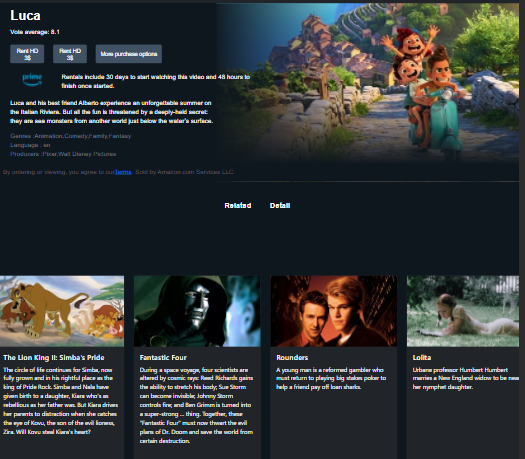 Luca
Vote average: 8.1
Rent HD
3$
Rent HD
3$
More purchase options
prime
Rentals include 30 days to start watching this video and 48 hours to
finish once started.
Luca and his best friend Alberto experience an unforgettable summer on
the Italian Riviera. But all the fun is threatened by a deeply-held secret:
they are sea monsters from another world just below the water's surface.
Genres :Animation,Comedy,Family,Fantasy
Language : en
Producers :Pixar,Walt Disney Pictures
By ordering or viewing, you agree to ourTerms. Sold by Amazon.com Services LLC.
Related Detail
The Lion King II: Simba's Pride
The circle of life continues for Simba, now
fully grown and in his rightful place as the
king of Pride Rock. Simba and Nala have
given birth to a daughter, Kiara who's as
rebellious as her father was. But Kiara drives
her parents to distraction when she catches
the eye of Kovu, the son of the evil lioness,
Zira. Will Kovu steal Kiara's heart?
Fantastic Four
During a space voyage, four scientists are
altered by cosmic rays: Reed Richards gains
the ability to stretch his body; Sue Storm
can become invisible; Johnny Storm
controls fire; and Ben Grimm is turned into
a super-strong … thing. Together, these
"Fantastic Four" must now thwart the evil
plans of Dr. Doom and save the world from
certain destruction.
Rounders
A young man is a reformed gambler who
must return to playing big stakes poker to
help a friend pay off loan sharks.
Lolita
Urbane professor Humbert Humbert
marries a New England widow to be near
her nymphet daughter.